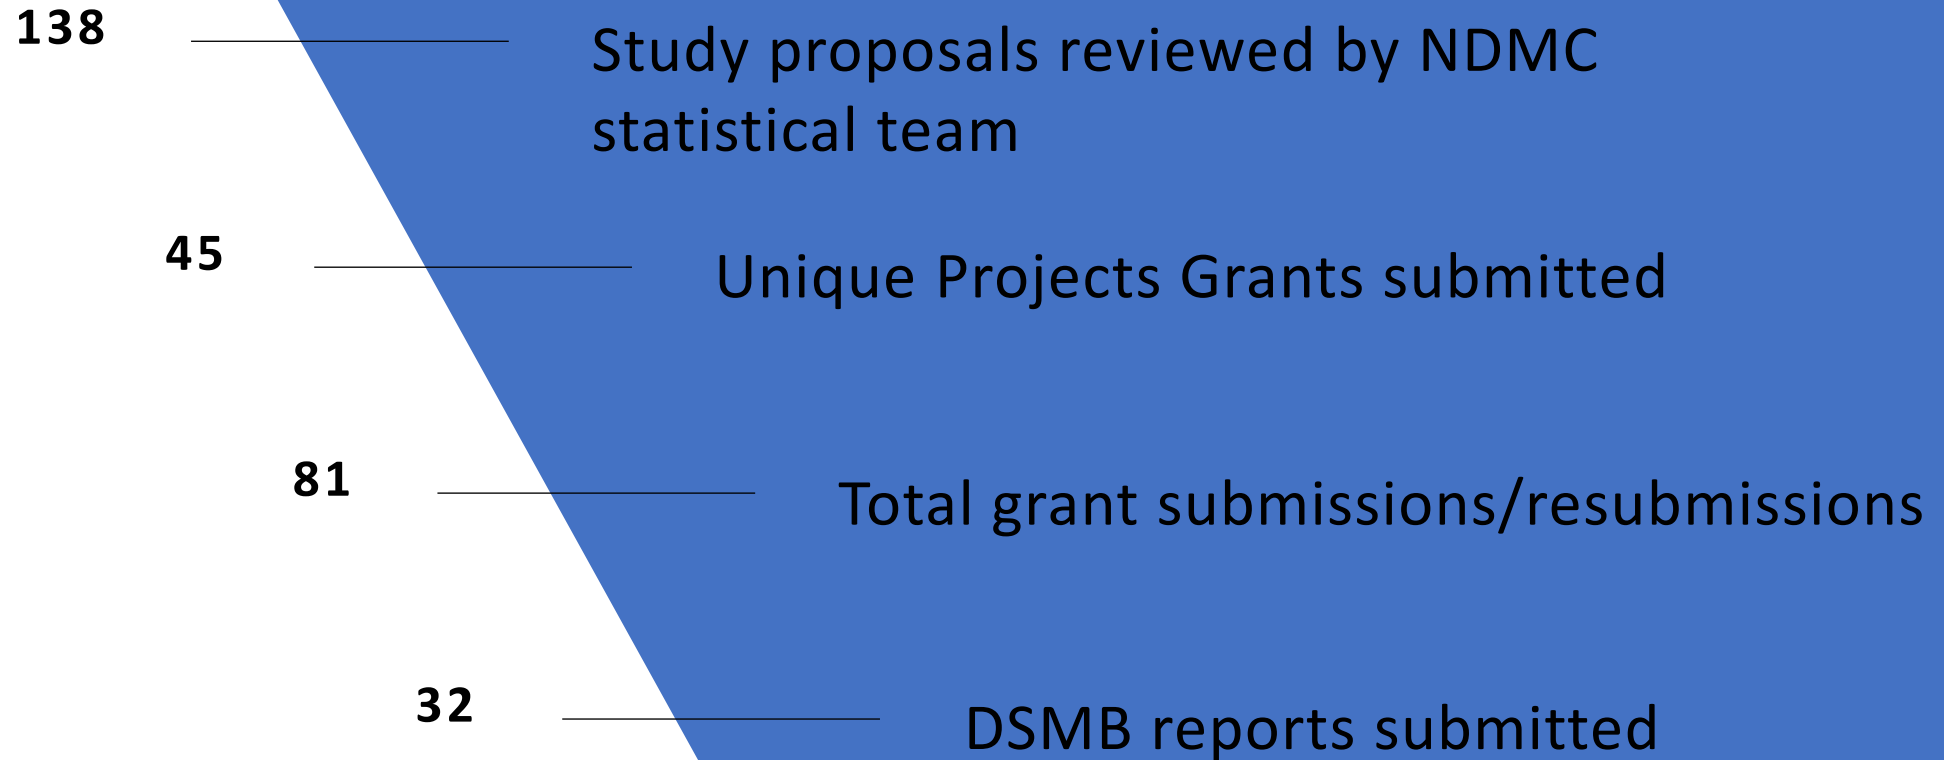 138
Study proposals reviewed by NDMC
statistical team
45
Unique Projects Grants submitted
81
Total grant submissions/resubmissions
32
DSMB reports submitted